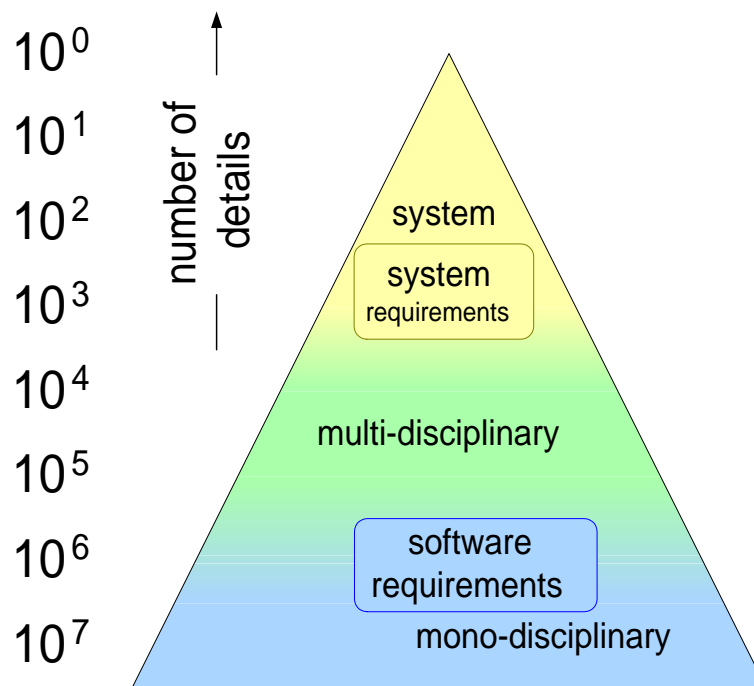 10⁰
10¹
10²
10³
10⁴
10⁵
10⁶
10⁷
number of
details
system
system
requirements
multi-disciplinary
software
requirements
mono-disciplinary